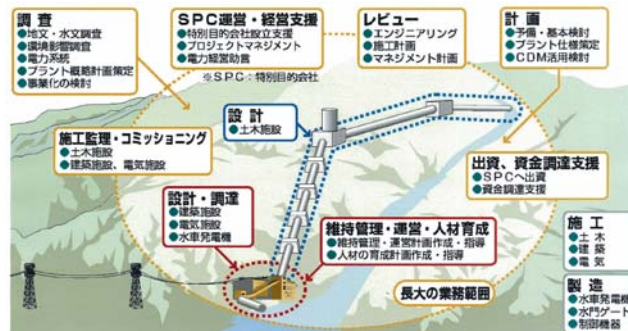 調 査
●地文・水文調査
●環境影響調査
●電力系統
●プラント概略計画策定
●事業化の検討
SPC運営・経営支援
●特別目的会社設立支援
●プロジェクトマネジメント
●電力経営助言
※SPC：特別目的会社
レビュー
●エンジニアリング
●施工計画
●マネジメント計画
計 画
●予備・基本検討
●プラント仕様策定
●CDM活用検討
設 計
●土木施設
施工監理・コミッショニング
●土木施設
●建築施設、電気施設
出資、資金調達支援
●SPCへ出資
●資金調達支援
設計・調達
●建築施設
●電気施設
●水車発電機
維持管理・運営・人材育成
●維持管理・運営計画作成・指導
●人材の育成計画作成・指導
長大の業務範囲
施 工
●土 木
●建 築
●電 気
製 造
●水車発電機
●水門ゲート
●制御機器